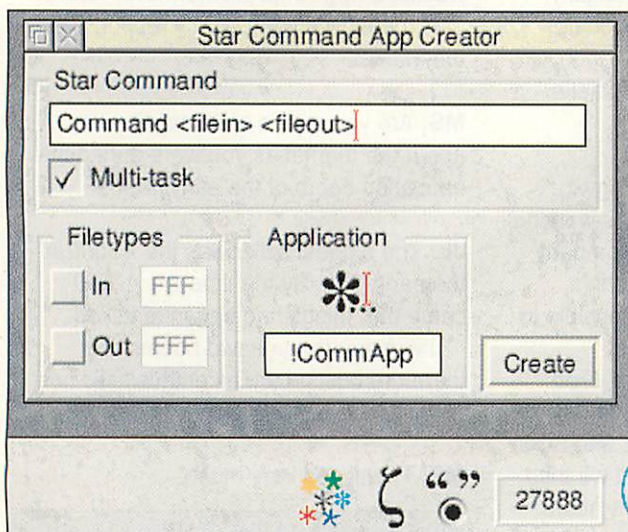 Star Command App Creator
Star Command
Command <filein> <fileout>
Multi-task
Filetypes
Application
In FFF
Out FFF
*...
!CommApp
Create
ζ “ ” 27888